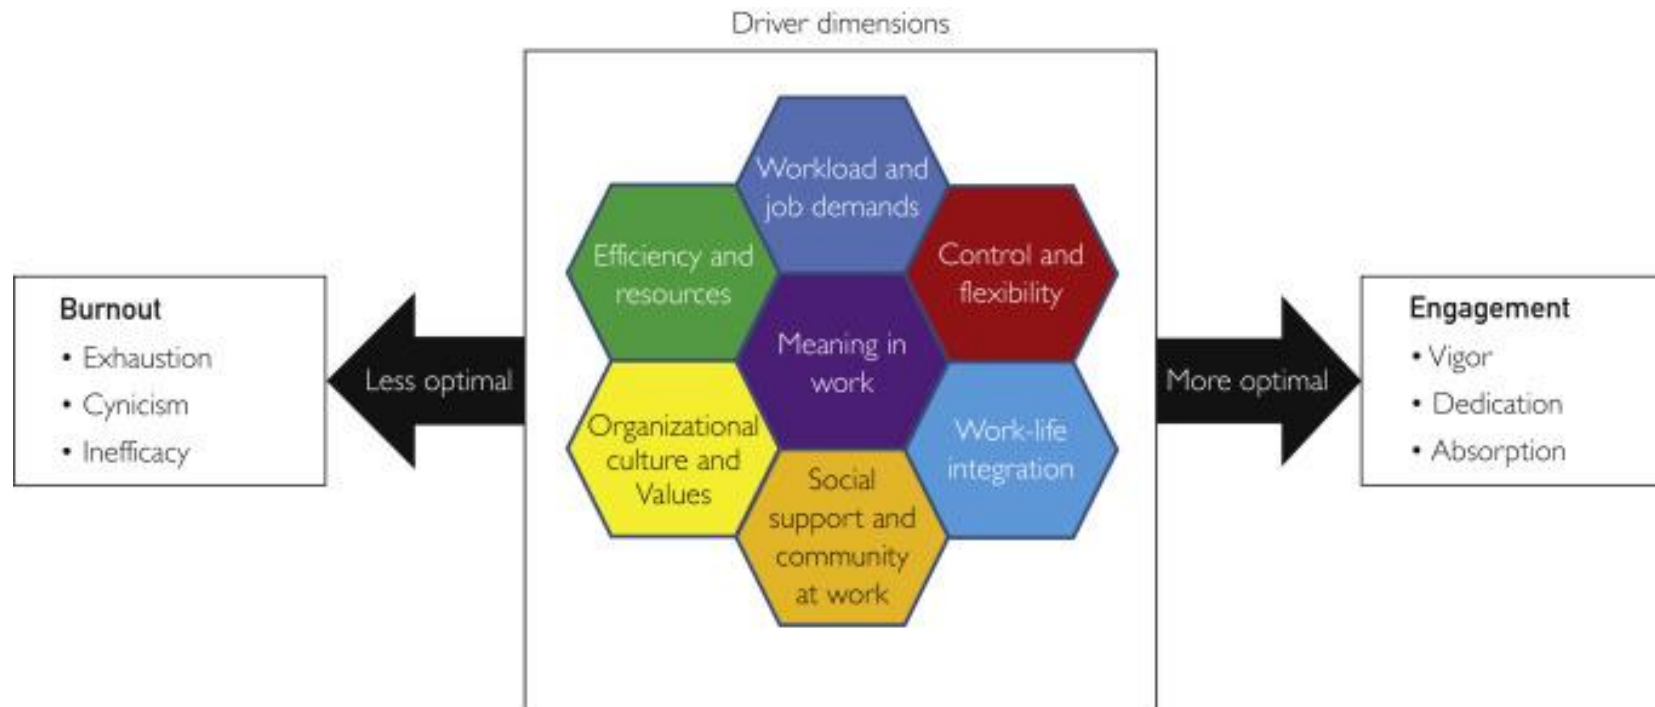 Driver dimensions
Workload and
job demands
Efficiency and
resources
Control and
flexibility
Meaning in
work
Organizational
culture and
Values
Work-life
integration
Social
support and
community
at work
Burnout
• Exhaustion
• Cynicism
• Inefficacy
Less optimal
More optimal
Engagement
• Vigor
• Dedication
• Absorption